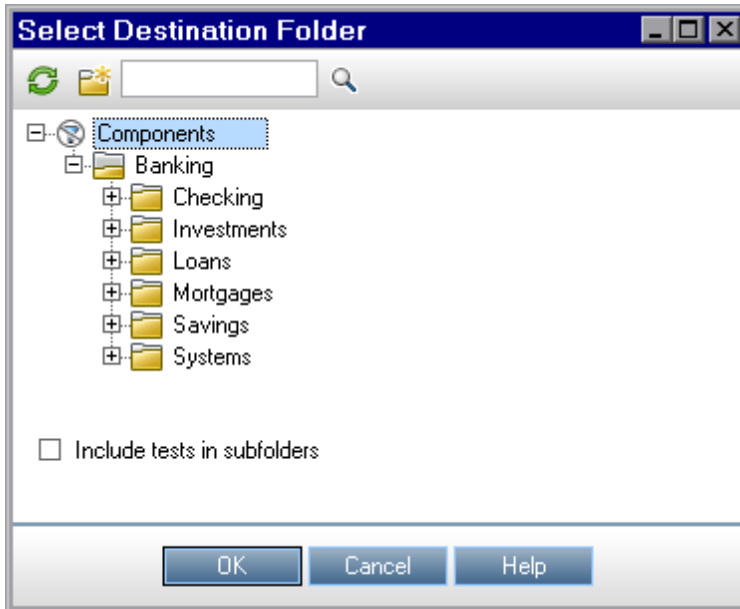 Select Destination Folder
Components
Banking
Checking
Investments
Loans
Mortgages
Savings
Systems
Include tests in subfolders
OK Cancel Help